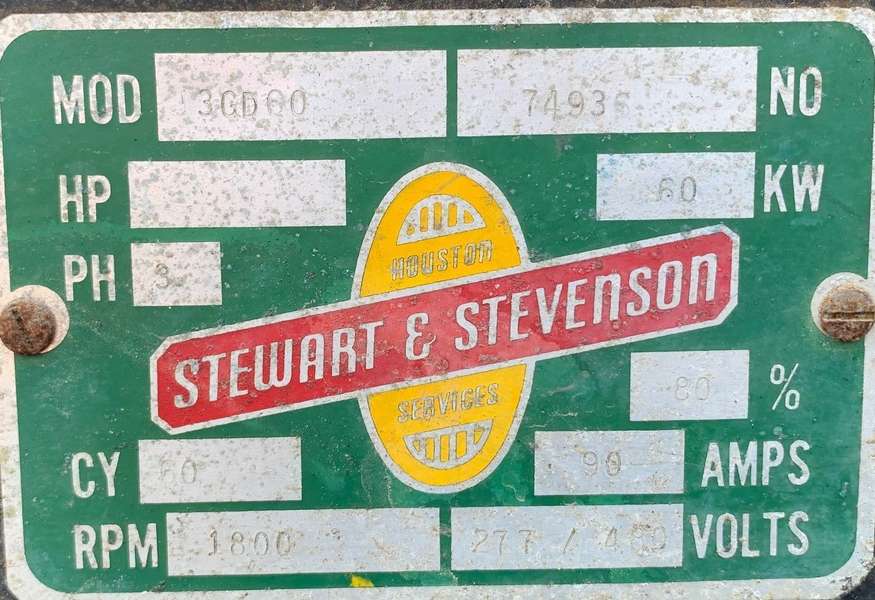 MOD 3GD60 7493 NO
HP 60 KW
PH 3
HOUSTON
STEWART & STEVENSON
SERVICES
80 %
CY 60 90 AMPS
RPM 1800 277 / 480 VOLTS